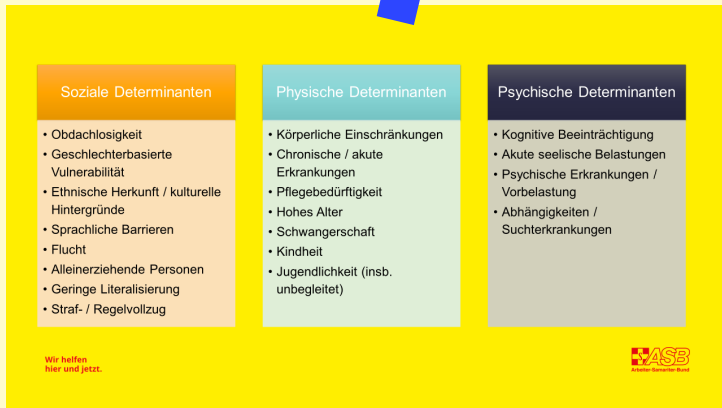 Soziale Determinanten
• Obdachlosigkeit
• Geschlechterbasierte
Vulnerabilität
• Ethnische Herkunft / kulturelle
Hintergründe
• Sprachliche Barrieren
• Flucht
• Alleinerziehende Personen
• Geringe Literalisierung
• Straf- / Regelvollzug
Physische Determinanten
• Körperliche Einschränkungen
• Chronische / akute
Erkrankungen
• Pflegebedürftigkeit
• Hohes Alter
• Schwangerschaft
• Kindheit
• Jugendlichkeit (insb.
unbegleitet)
Psychische Determinanten
• Kognitive Beeinträchtigung
• Akute seelische Belastungen
• Psychische Erkrankungen /
Vorbelastung
• Abhängigkeiten /
Suchterkrankungen
Wir helfen
hier und jetzt.
ASB
Arbeiter-Samariter-Bund